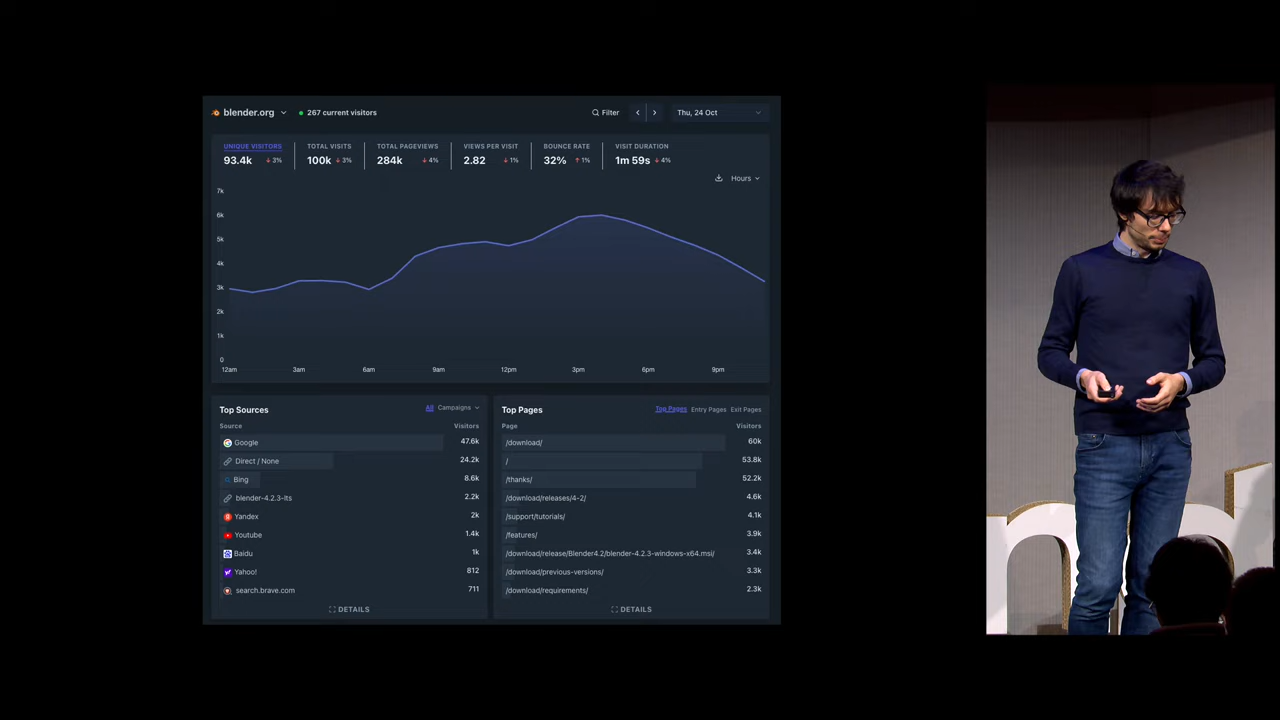 blender.org
267 current visitors
Filter
Thu, 24 Oct
UNIQUE VISITORS TOTAL VISITS TOTAL PAGEVIEWS VIEWS PER VISIT BOUNCE RATE VISIT DURATION
93.4k ↓ 3% 100k ↓ 3% 284k ↓ 4% 2.82 ↓ 1% 32% ↑ 1% 1m 59s ↓ 4%
Hours
7k
6k
5k
4k
3k
2k
1k
0
12am 3am 6am 9am 12pm 3pm 6pm 9pm
Top Sources All Campaigns
Source Visitors
Google 47.6k
Direct / None 24.2k
Bing 8.6k
blender-4.2.3-lts 2.2k
Yandex 2k
Youtube 1.4k
Baidu 1k
Yahoo! 812
search.brave.com 711
DETAILS
Top Pages Top Pages Entry Pages Exit Pages
Page Visitors
/download/ 60k
/ 53.8k
/thanks/ 52.2k
/download/releases/4-2/ 4.6k
/support/tutorials/ 4.1k
/features/ 3.9k
/download/release/Blender4.2/blender-4.2.3-windows-x64.msi/ 3.4k
/download/previous-versions/ 3.3k
/download/requirements/ 2.3k
DETAILS